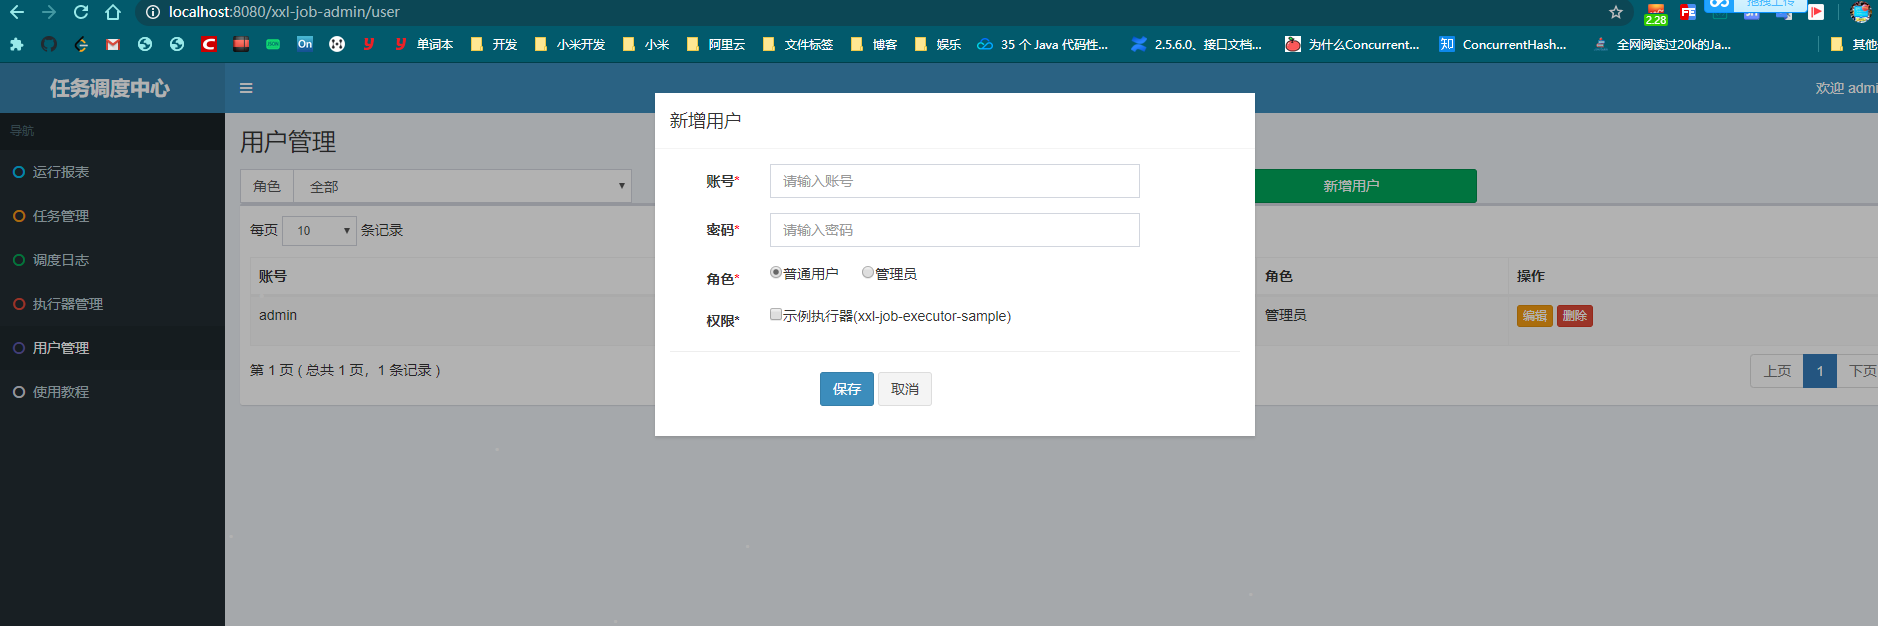 localhost:8080/xxl-job-admin/user
2.28
单词本 开发 小米开发 小米 阿里云 文件标签 博客 娱乐 35 个 Java 代码性... 2.5.6.0、接口文档... 为什么Concurrent... ConcurrentHash... 全网阅读过20k的Ja... 其他
任务调度中心
欢迎 admi
导航
运行报表
任务管理
调度日志
执行器管理
用户管理
使用教程
用户管理
角色 全部
新增用户
每页 10 条记录
账号 角色 操作
admin 管理员 编辑 删除
第 1 页 ( 总共 1 页，1 条记录 )
上页 1 下页
新增用户
账号* 请输入账号
密码* 请输入密码
角色* 普通用户 管理员
权限* 示例执行器(xxl-job-executor-sample)
保存 取消